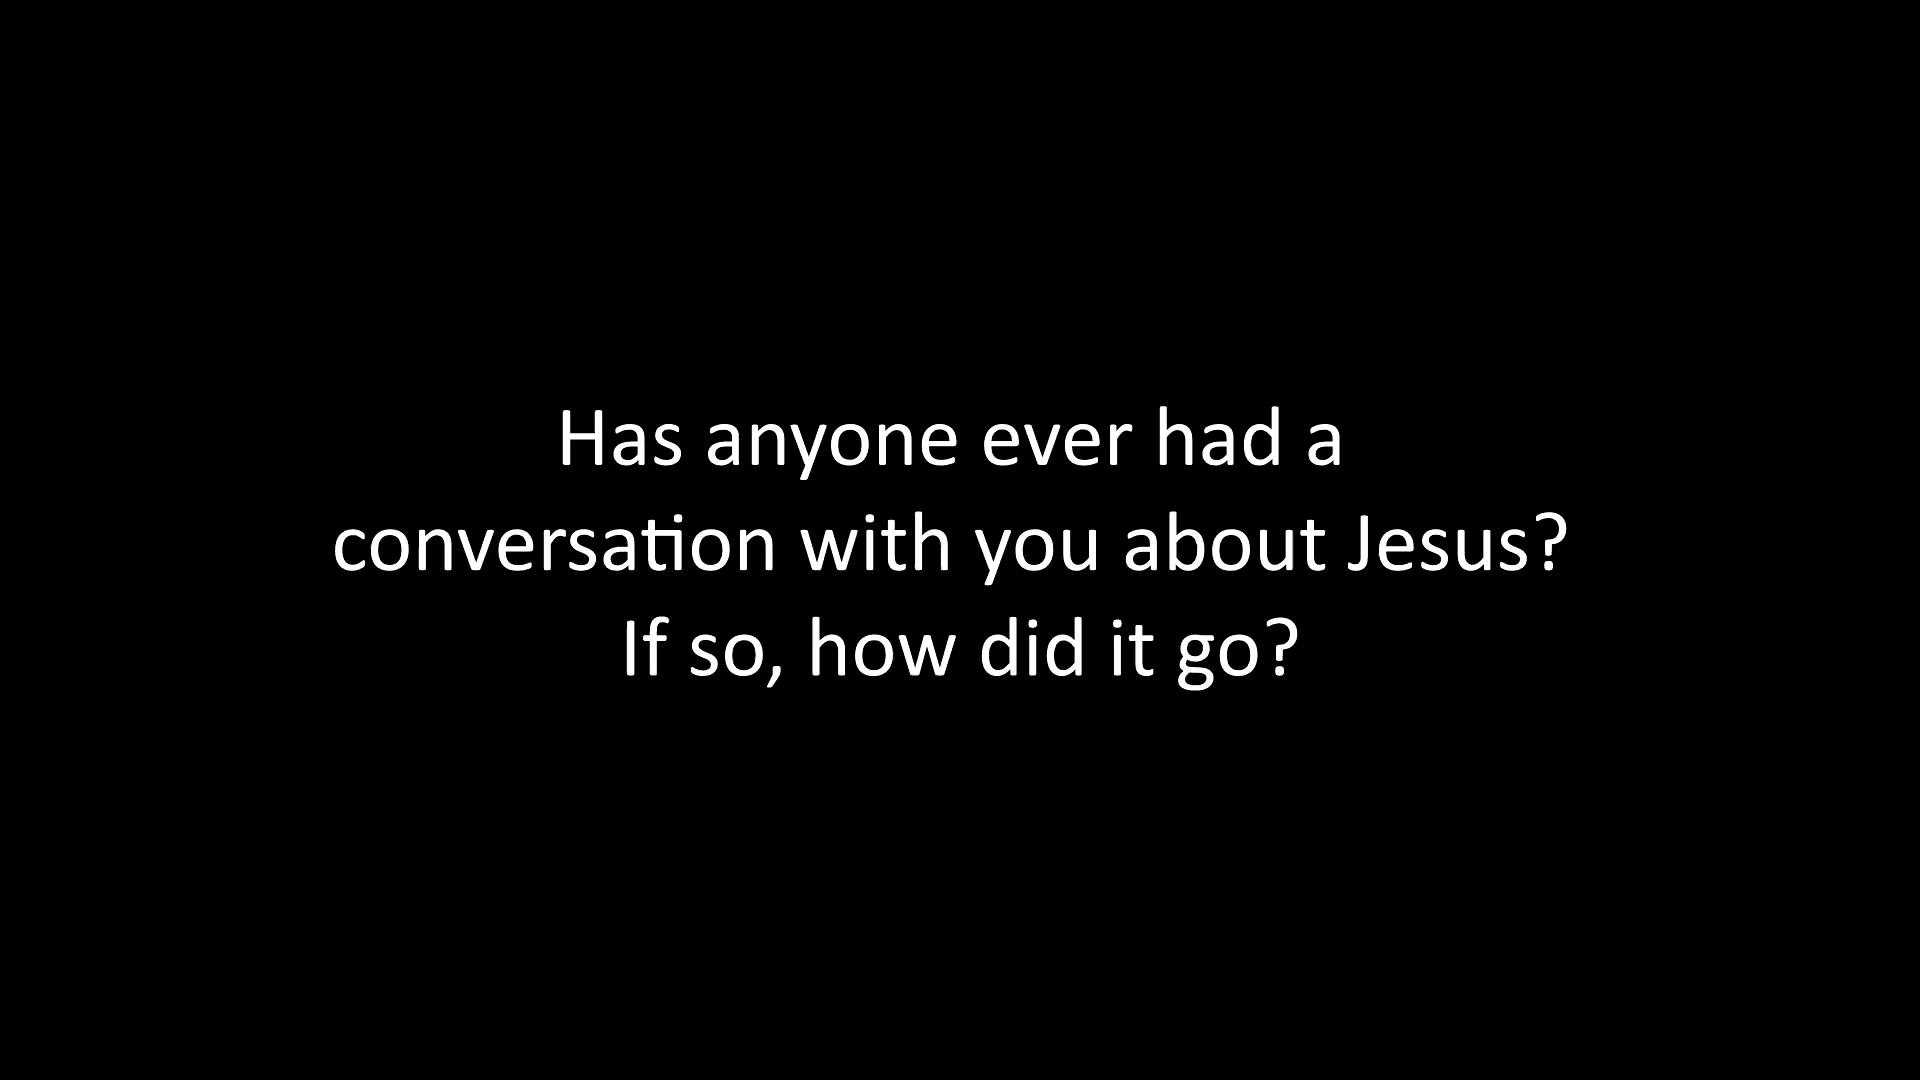 Has anyone ever had a
conversation with you about Jesus?
If so, how did it go?